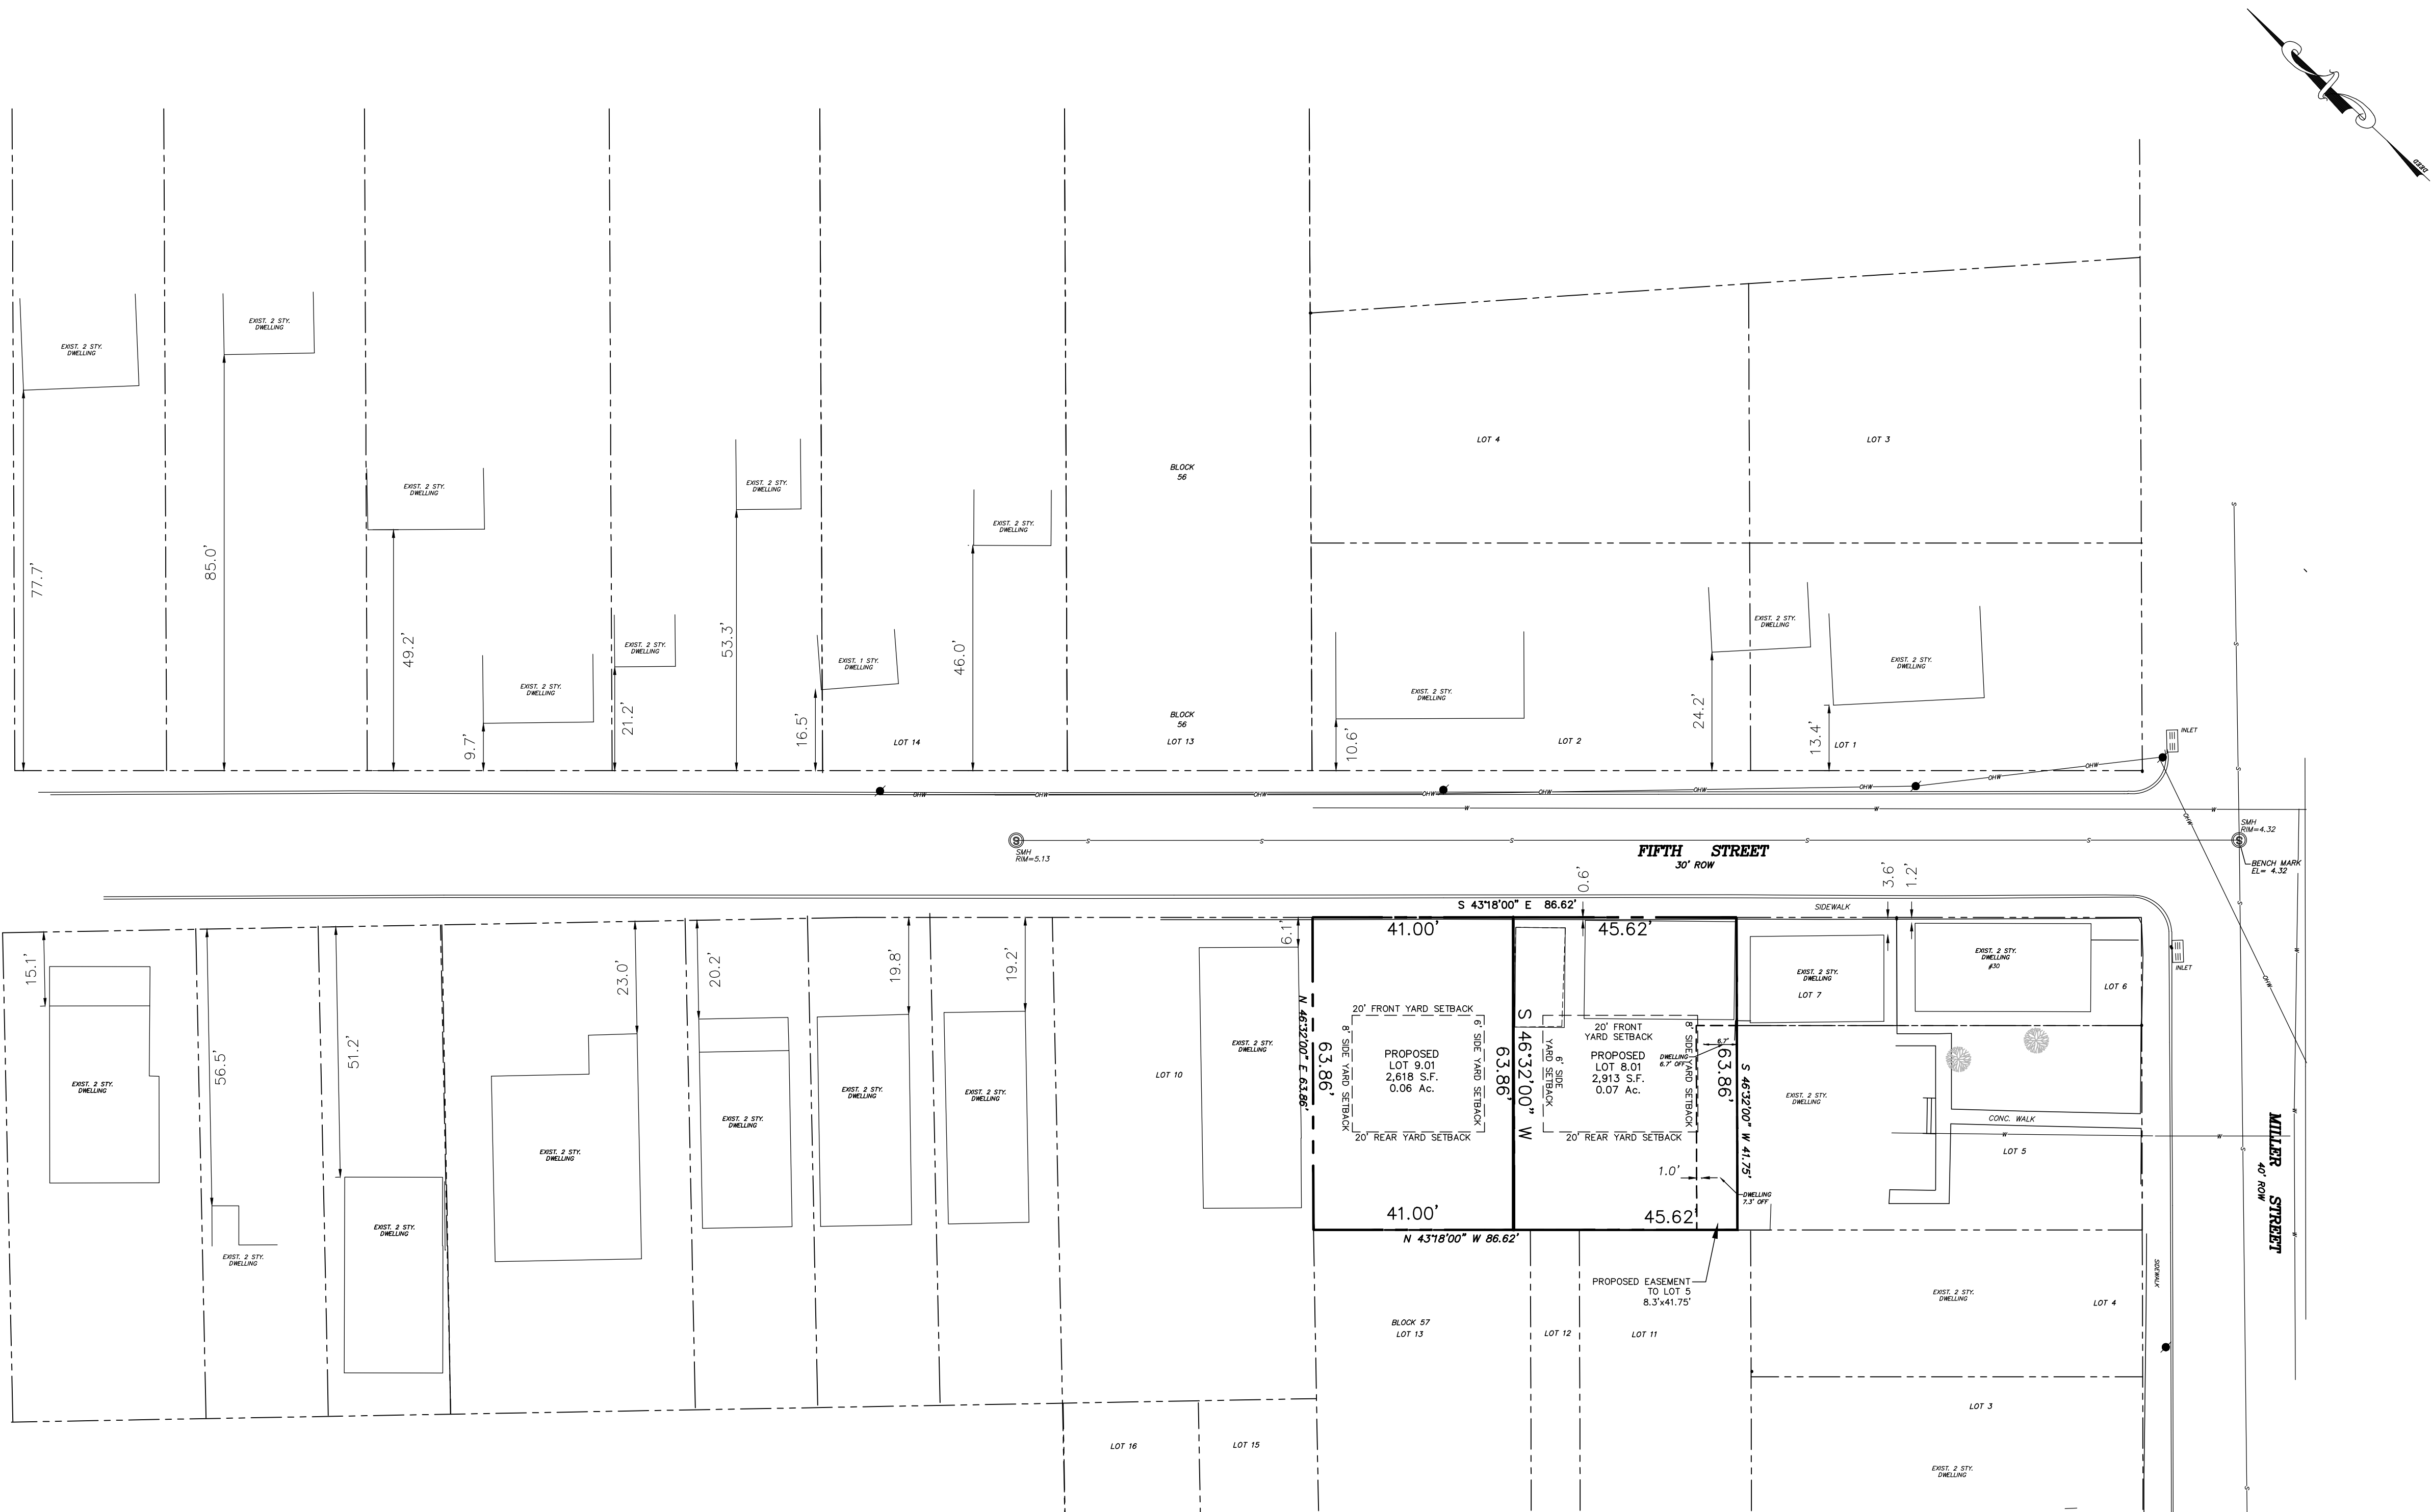 DEED
EXIST. 2 STY.
DWELLING
EXIST. 2 STY.
DWELLING
EXIST. 2 STY.
DWELLING
EXIST. 2 STY.
DWELLING
EXIST. 2 STY.
DWELLING
EXIST. 2 STY.
DWELLING
EXIST. 1 STY.
DWELLING
EXIST. 2 STY.
DWELLING
77.7'
85.0'
49.2'
9.7'
21.2'
53.3'
16.5'
46.0'
LOT 14
BLOCK
56
BLOCK
56
LOT 13
LOT 4
LOT 3
EXIST. 2 STY.
DWELLING
10.6'
LOT 2
EXIST. 2 STY.
DWELLING
24.2'
EXIST. 2 STY.
DWELLING
13.4'
LOT 1
INLET
OHW
OHW
OHW
OHW
OHW
OHW
OHW
OHW
OHW
W
W
W
S
SMH
RIM=5.13
S
S
S
S
S
S
SMH
RIM=4.32
BENCH MARK
EL= 4.32
FIFTH STREET
30' ROW
S
S
S
S
S
S
OHW
OHW
W
W
W
0.6'
3.6'
1.2'
S 43°18'00" E 86.62'
SIDEWALK
INLET
15.1'
56.5'
51.2'
23.0'
20.2'
19.8'
19.2'
6.1'
EXIST. 2 STY.
DWELLING
EXIST. 2 STY.
DWELLING
EXIST. 2 STY.
DWELLING
EXIST. 2 STY.
DWELLING
EXIST. 2 STY.
DWELLING
EXIST. 2 STY.
DWELLING
EXIST. 2 STY.
DWELLING
LOT 10
EXIST. 2 STY.
DWELLING
N 46°32'00" E 63.86'
41.00'
63.86'
20' FRONT YARD SETBACK
8' SIDE YARD SETBACK
6' SIDE YARD SETBACK
PROPOSED
LOT 9.01
2,618 S.F.
0.06 Ac.
20' REAR YARD SETBACK
63.86'
41.00'
S 46°32'00" W
45.62'
20' FRONT
YARD SETBACK
6' SIDE
YARD SETBACK
8' SIDE YARD SETBACK
PROPOSED
LOT 8.01
2,913 S.F.
0.07 Ac.
20' REAR YARD SETBACK
DWELLING
6.7' OFF
6.7'
63.86'
S 46°32'00" W 41.75'
1.0'
DWELLING
7.3' OFF
45.62'
N 43°18'00" W 86.62'
PROPOSED EASEMENT
TO LOT 5
8.3'x41.75'
EXIST. 2 STY.
DWELLING
LOT 7
EXIST. 2 STY.
DWELLING
#30
LOT 6
EXIST. 2 STY.
DWELLING
CONC. WALK
W
W
LOT 5
MILLER STREET
40' ROW
SIDEWALK
EXIST. 2 STY.
DWELLING
LOT 4
LOT 3
EXIST. 2 STY.
DWELLING
BLOCK 57
LOT 13
LOT 12
LOT 11
LOT 16
LOT 15